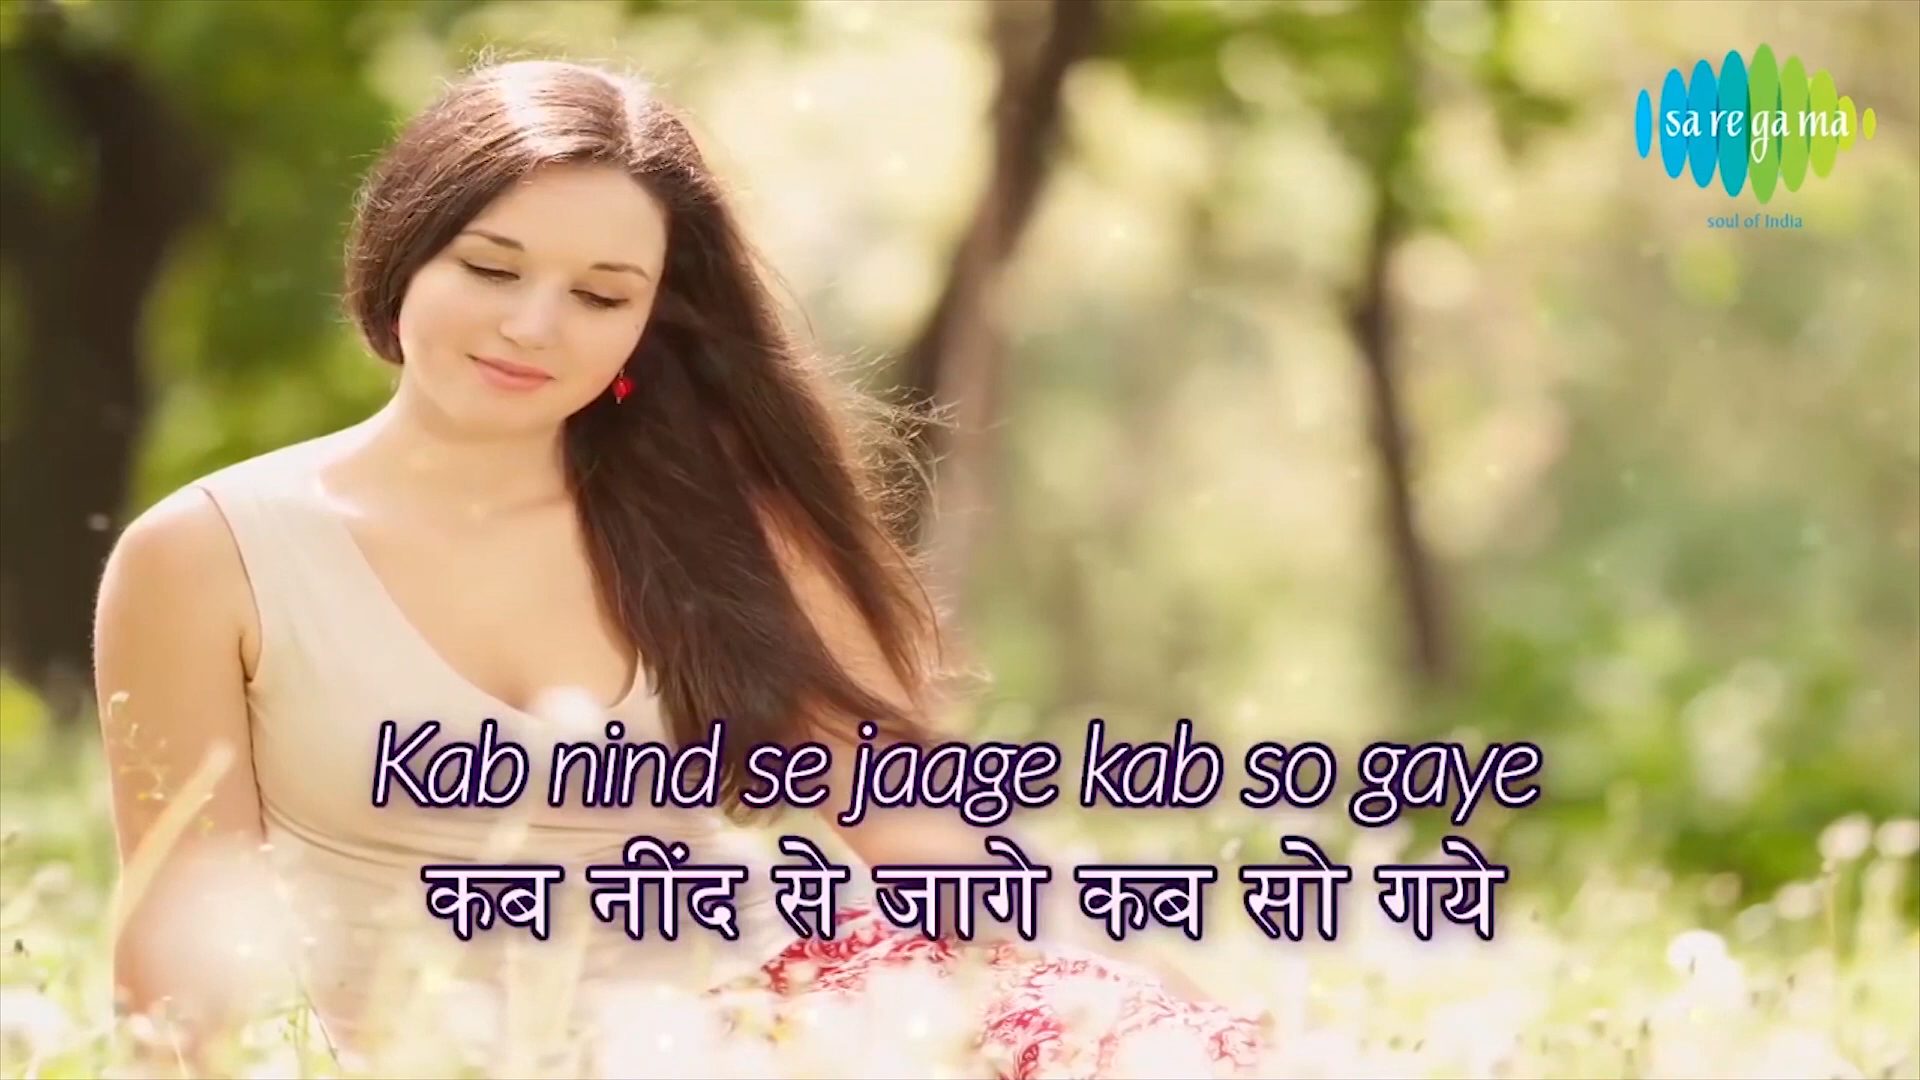 sa re ga ma
soul of India
Kab nind se jaage kab so gaye
कब नींद से जागे कब सो गये